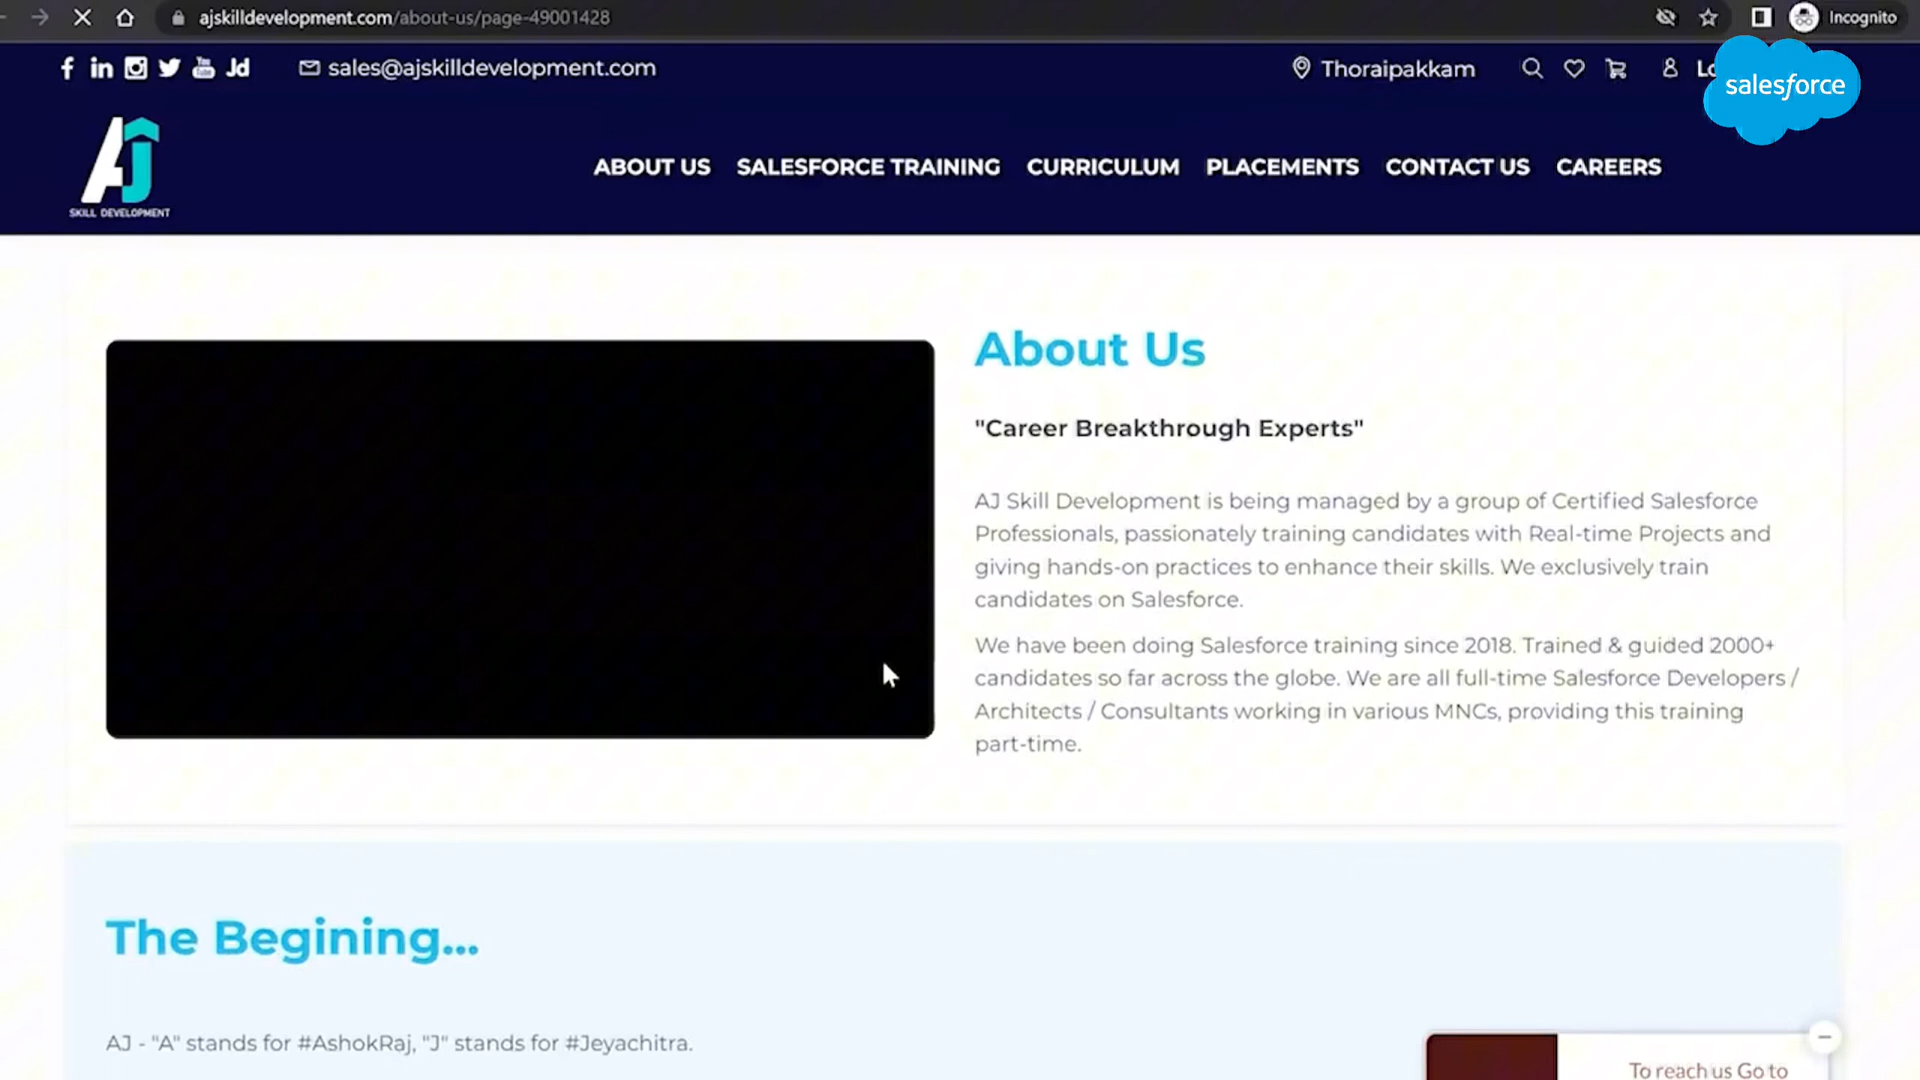 ajskilldevelopment.com/about-us/page-49001428
Incognito
Jd
sales@ajskilldevelopment.com
Thoraipakkam
salesforce
AJ
SKILL DEVELOPMENT
ABOUT US SALESFORCE TRAINING CURRICULUM PLACEMENTS CONTACT US CAREERS
About Us
"Career Breakthrough Experts"
AJ Skill Development is being managed by a group of Certified Salesforce
Professionals, passionately training candidates with Real-time Projects and
giving hands-on practices to enhance their skills. We exclusively train
candidates on Salesforce.
We have been doing Salesforce training since 2018. Trained & guided 2000+
candidates so far across the globe. We are all full-time Salesforce Developers /
Architects / Consultants working in various MNCs, providing this training
part-time.
The Begining...
AJ - "A" stands for #AshokRaj, "J" stands for #Jeyachitra.
To reach us Go to